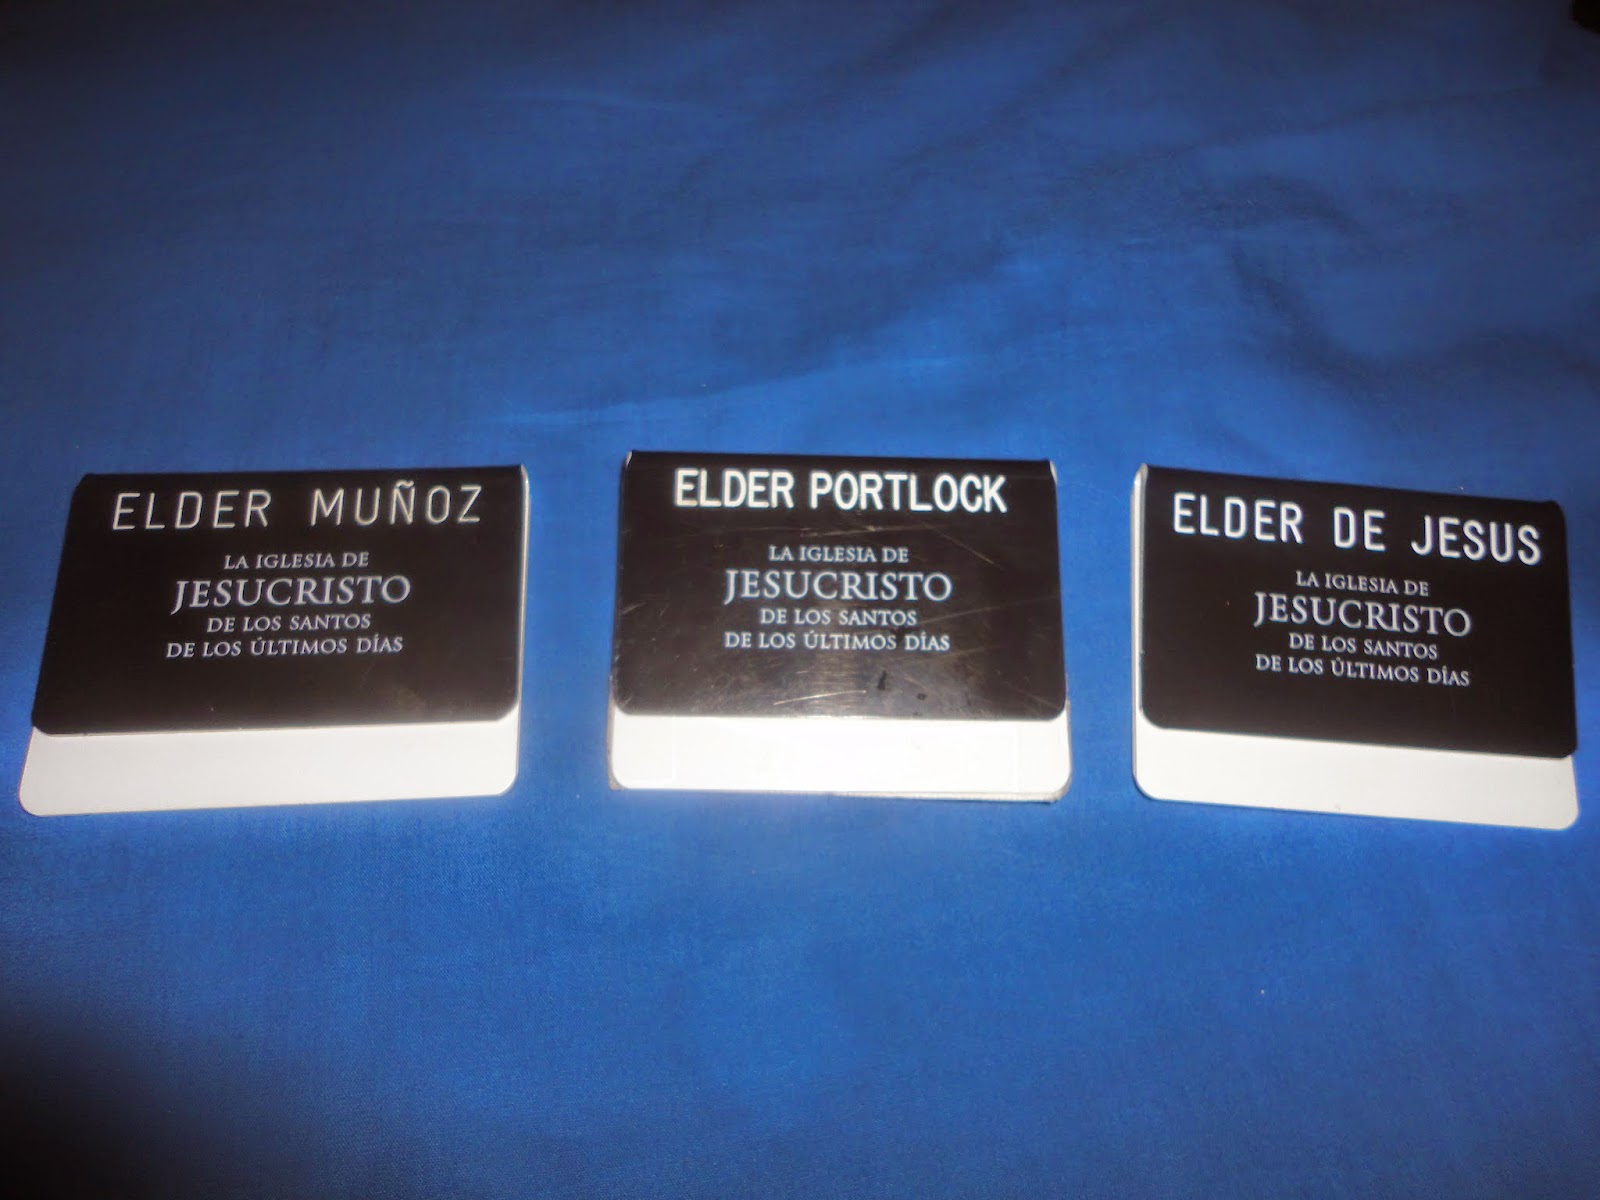 ELDER MUÑOZ
LA IGLESIA DE
JESUCRISTO
DE LOS SANTOS
DE LOS ÚLTIMOS DÍAS
ELDER PORTLOCK
LA IGLESIA DE
JESUCRISTO
DE LOS SANTOS
DE LOS ÚLTIMOS DÍAS
ELDER DE JESUS
LA IGLESIA DE
JESUCRISTO
DE LOS SANTOS
DE LOS ÚLTIMOS DÍAS